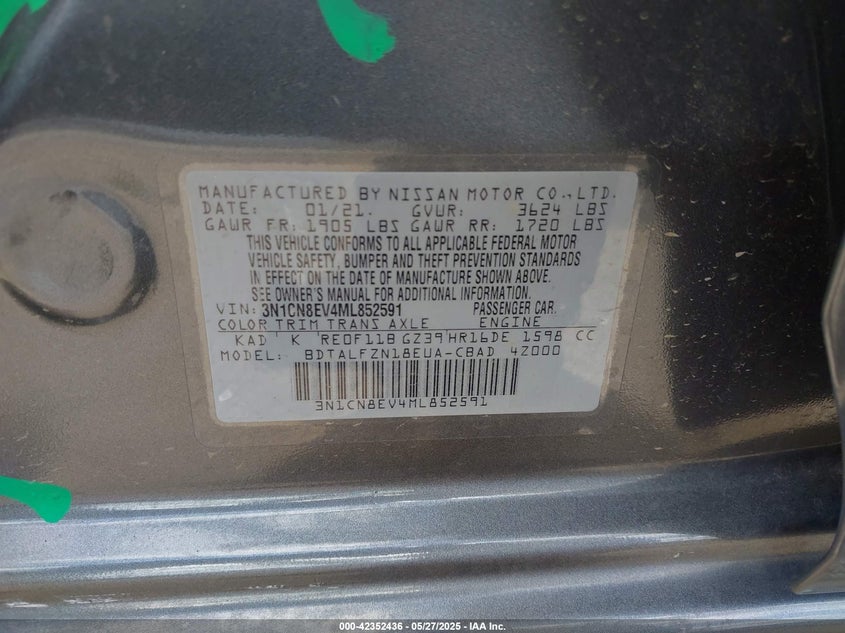 MANUFACTURED BY NISSAN MOTOR CO., LTD.
DATE: 01/21. GVWR: 3624 LBS
GAWR FR: 1905 LBS GAWR RR: 1720 LBS
THIS VEHICLE CONFORMS TO ALL APPLICABLE FEDERAL MOTOR
VEHICLE SAFETY, BUMPER AND THEFT PREVENTION STANDARDS
IN EFFECT ON THE DATE OF MANUFACTURE SHOWN ABOVE.
SEE OWNER'S MANUAL FOR ADDITIONAL INFORMATION.
VIN: 3N1CN8EV4ML852591 PASSENGER CAR.
COLOR TRIM TRANS AXLE ENGINE
KAD K RE0F11B GZ39 HR16DE 1598 CC
MODEL: BDTALFZN18EUA-CBAD 4Z000
3N1CN8EV4ML852591
000-42352436 - 05/27/2025 - IAA Inc.